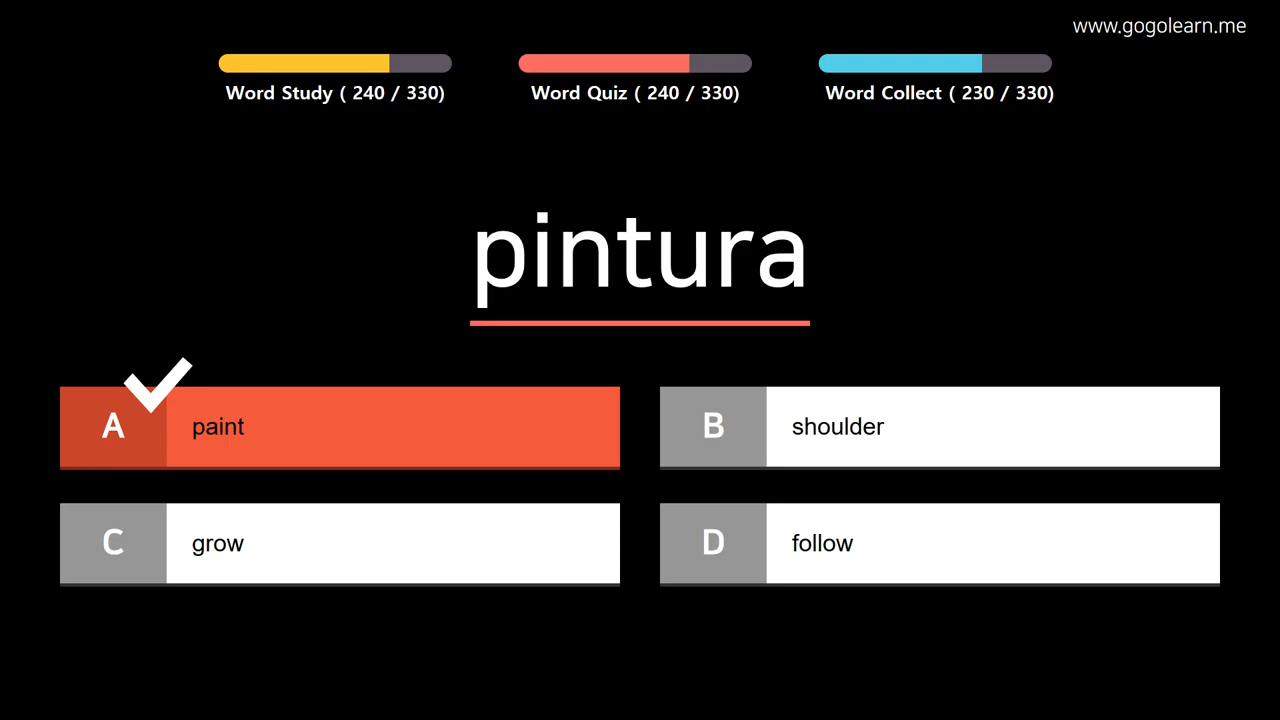 www.gogolearn.me
Word Study ( 240 / 330)
Word Quiz ( 240 / 330)
Word Collect ( 230 / 330)
pintura
A paint
B shoulder
C grow
D follow